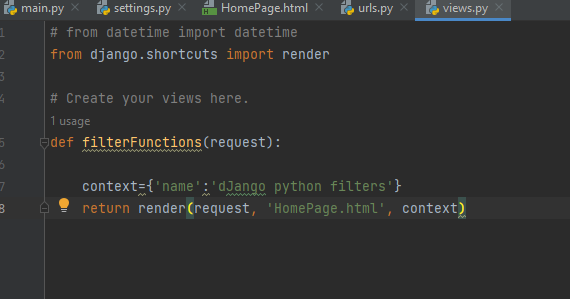 main.py settings.py HomePage.html urls.py views.py
1 # from datetime import datetime
2 from django.shortcuts import render
3
4 # Create your views here.
1 usage
5 def filterFunctions(request):
6
7 context={'name':'dJango python filters'}
8 return render(request, 'HomePage.html', context)